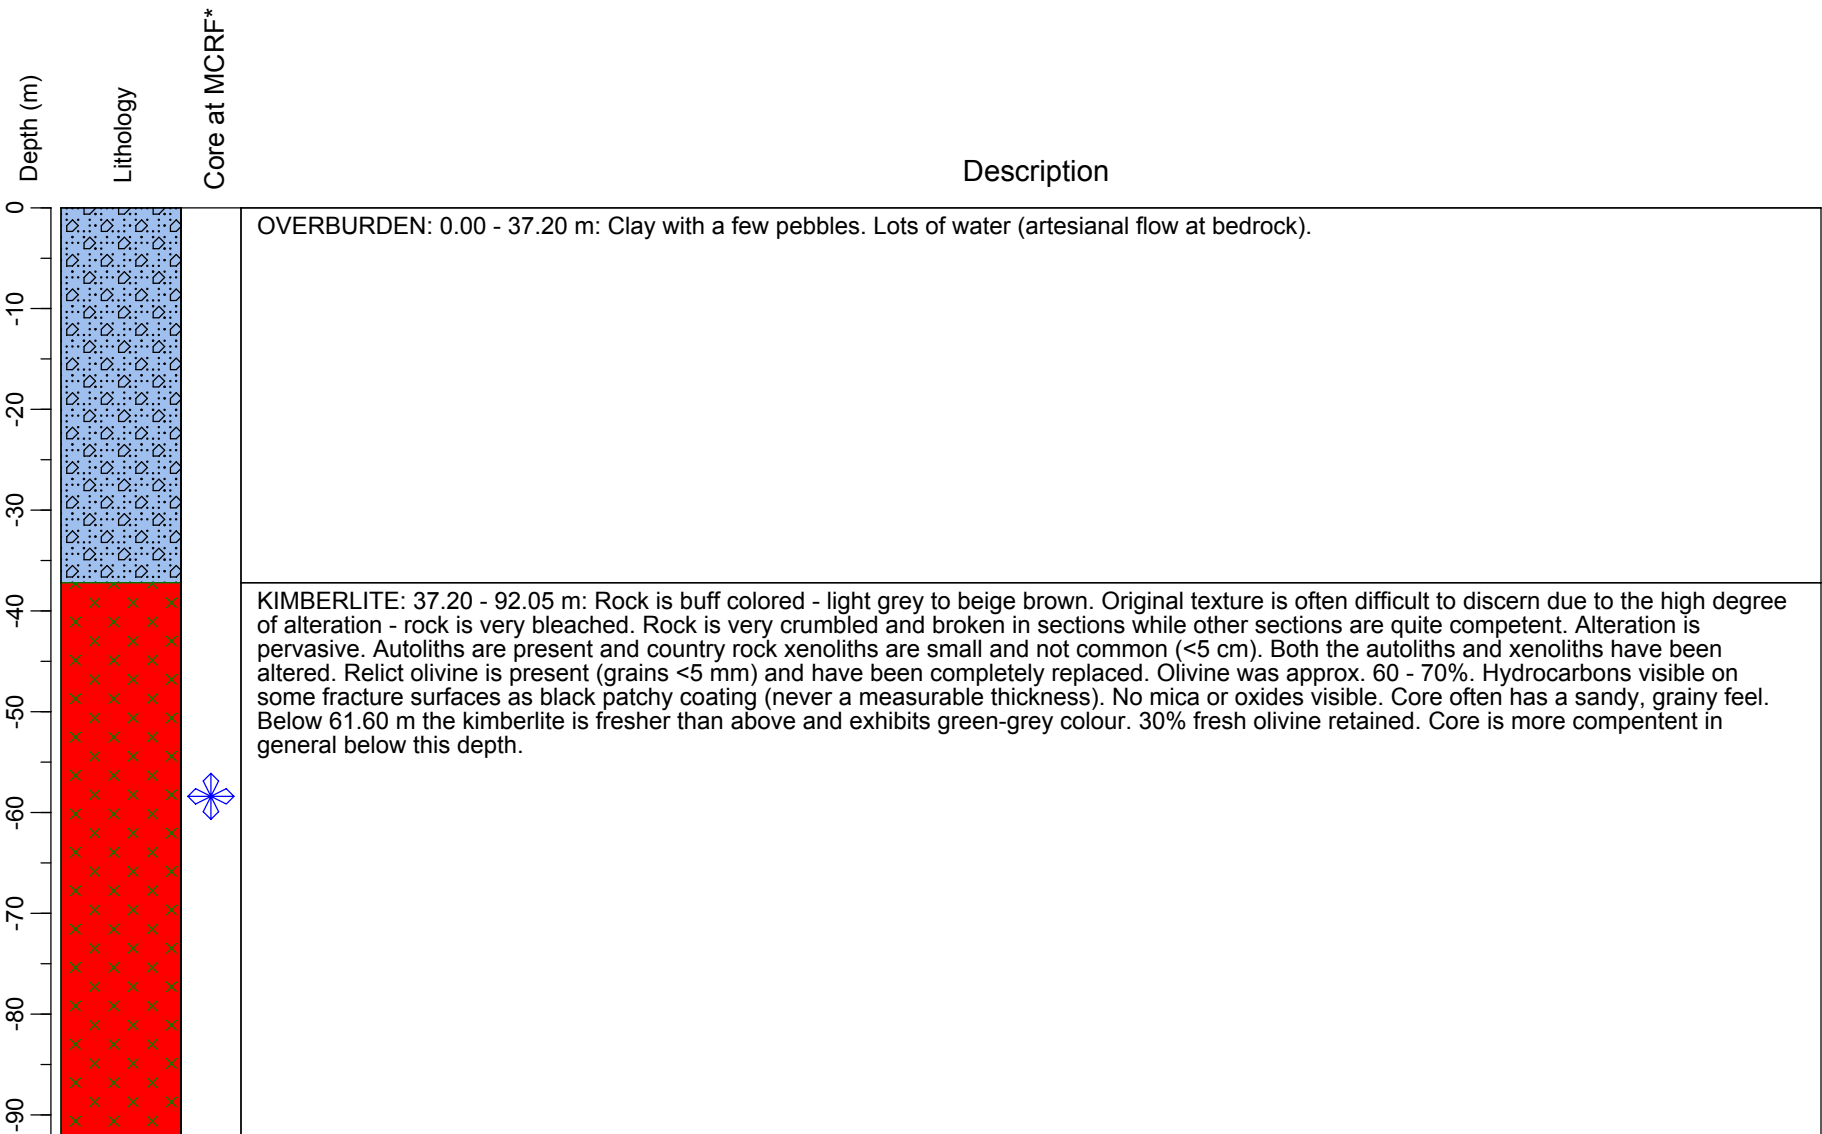 Depth (m)
Lithology
Core at MCRF*
Description
0
OVERBURDEN: 0.00 - 37.20 m: Clay with a few pebbles. Lots of water (artesianal flow at bedrock).
-10
-20
-30
-40
KIMBERLITE: 37.20 - 92.05 m: Rock is buff colored - light grey to beige brown. Original texture is often difficult to discern due to the high degree
of alteration - rock is very bleached. Rock is very crumbled and broken in sections while other sections are quite competent. Alteration is
pervasive. Autoliths are present and country rock xenoliths are small and not common (<5 cm). Both the autoliths and xenoliths have been
altered. Relict olivine is present (grains <5 mm) and have been completely replaced. Olivine was approx. 60 - 70%. Hydrocarbons visible on
some fracture surfaces as black patchy coating (never a measurable thickness). No mica or oxides visible. Core often has a sandy, grainy feel.
Below 61.60 m the kimberlite is fresher than above and exhibits green-grey colour. 30% fresh olivine retained. Core is more compentent in
general below this depth.
-50
-60
-70
-80
-90